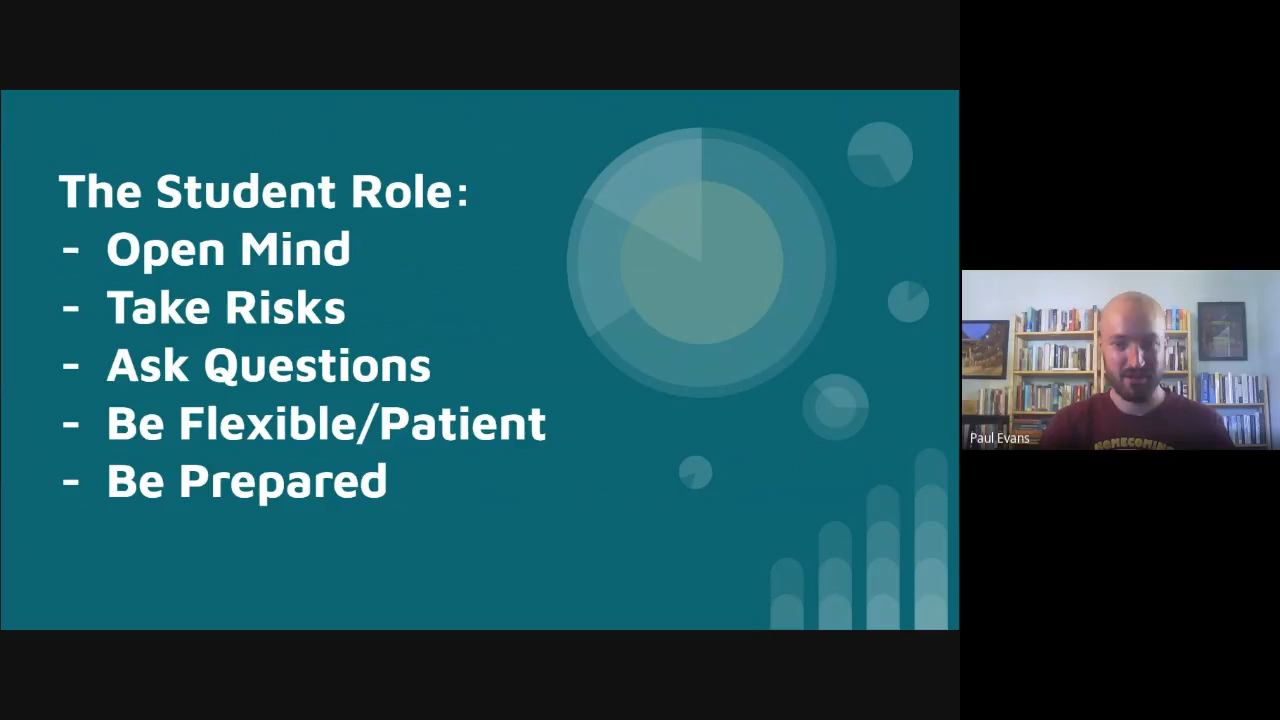 The Student Role:
- Open Mind
- Take Risks
- Ask Questions
- Be Flexible/Patient
- Be Prepared
Paul Evans
HOMECOMING